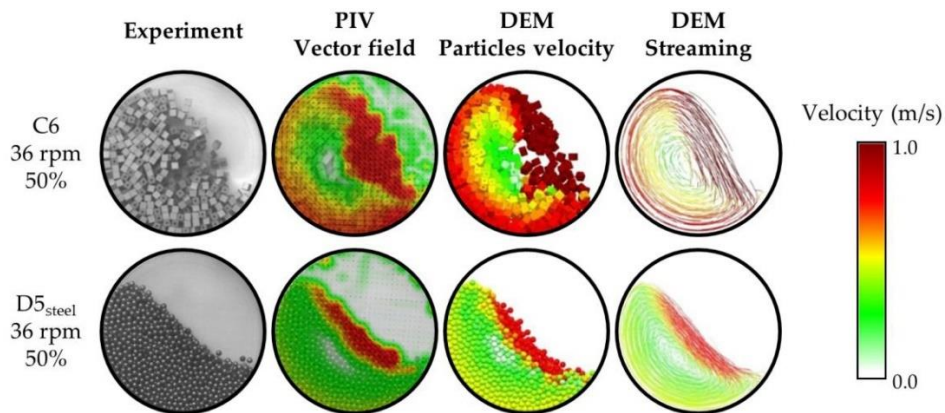 Experiment
PIV
Vector field
DEM
Particles velocity
DEM
Streaming
C6
36 rpm
50%
Velocity (m/s)
1.0
0.0
D5steel
36 rpm
50%